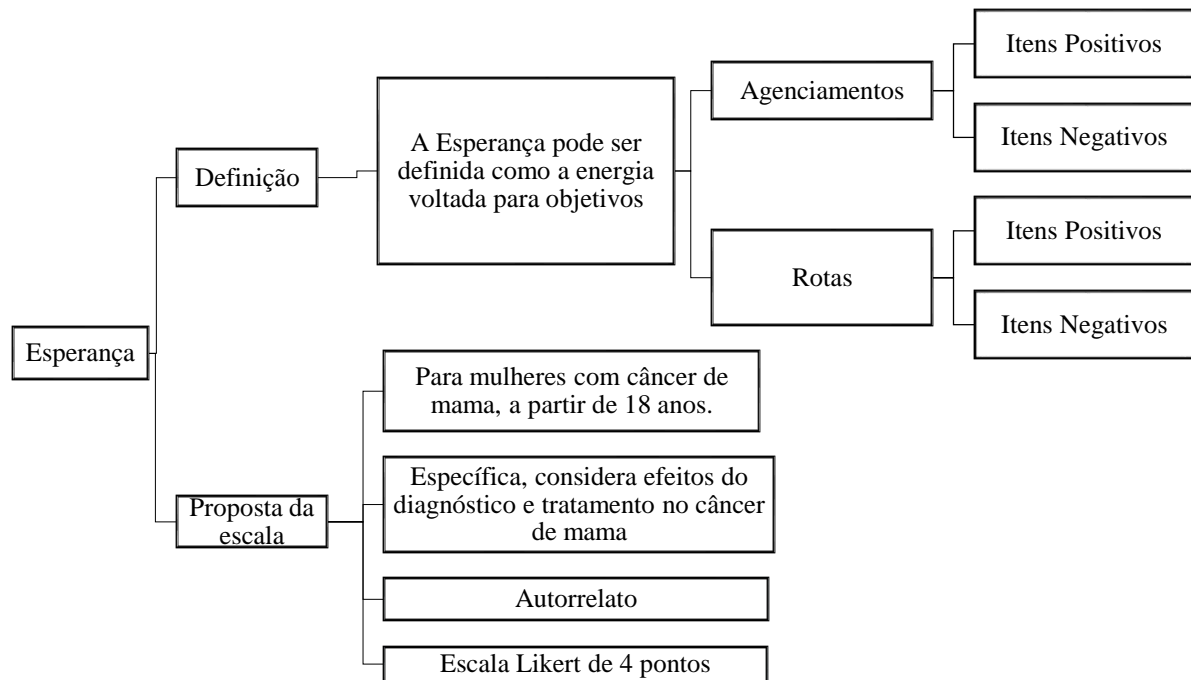 Esperança
Definição
A Esperança pode ser
definida como a energia
voltada para objetivos
Agenciamentos
Itens Positivos
Itens Negativos
Rotas
Itens Positivos
Itens Negativos
Proposta da
escala
Para mulheres com câncer de
mama, a partir de 18 anos.
Específica, considera efeitos do
diagnóstico e tratamento no câncer
de mama
Autorrelato
Escala Likert de 4 pontos